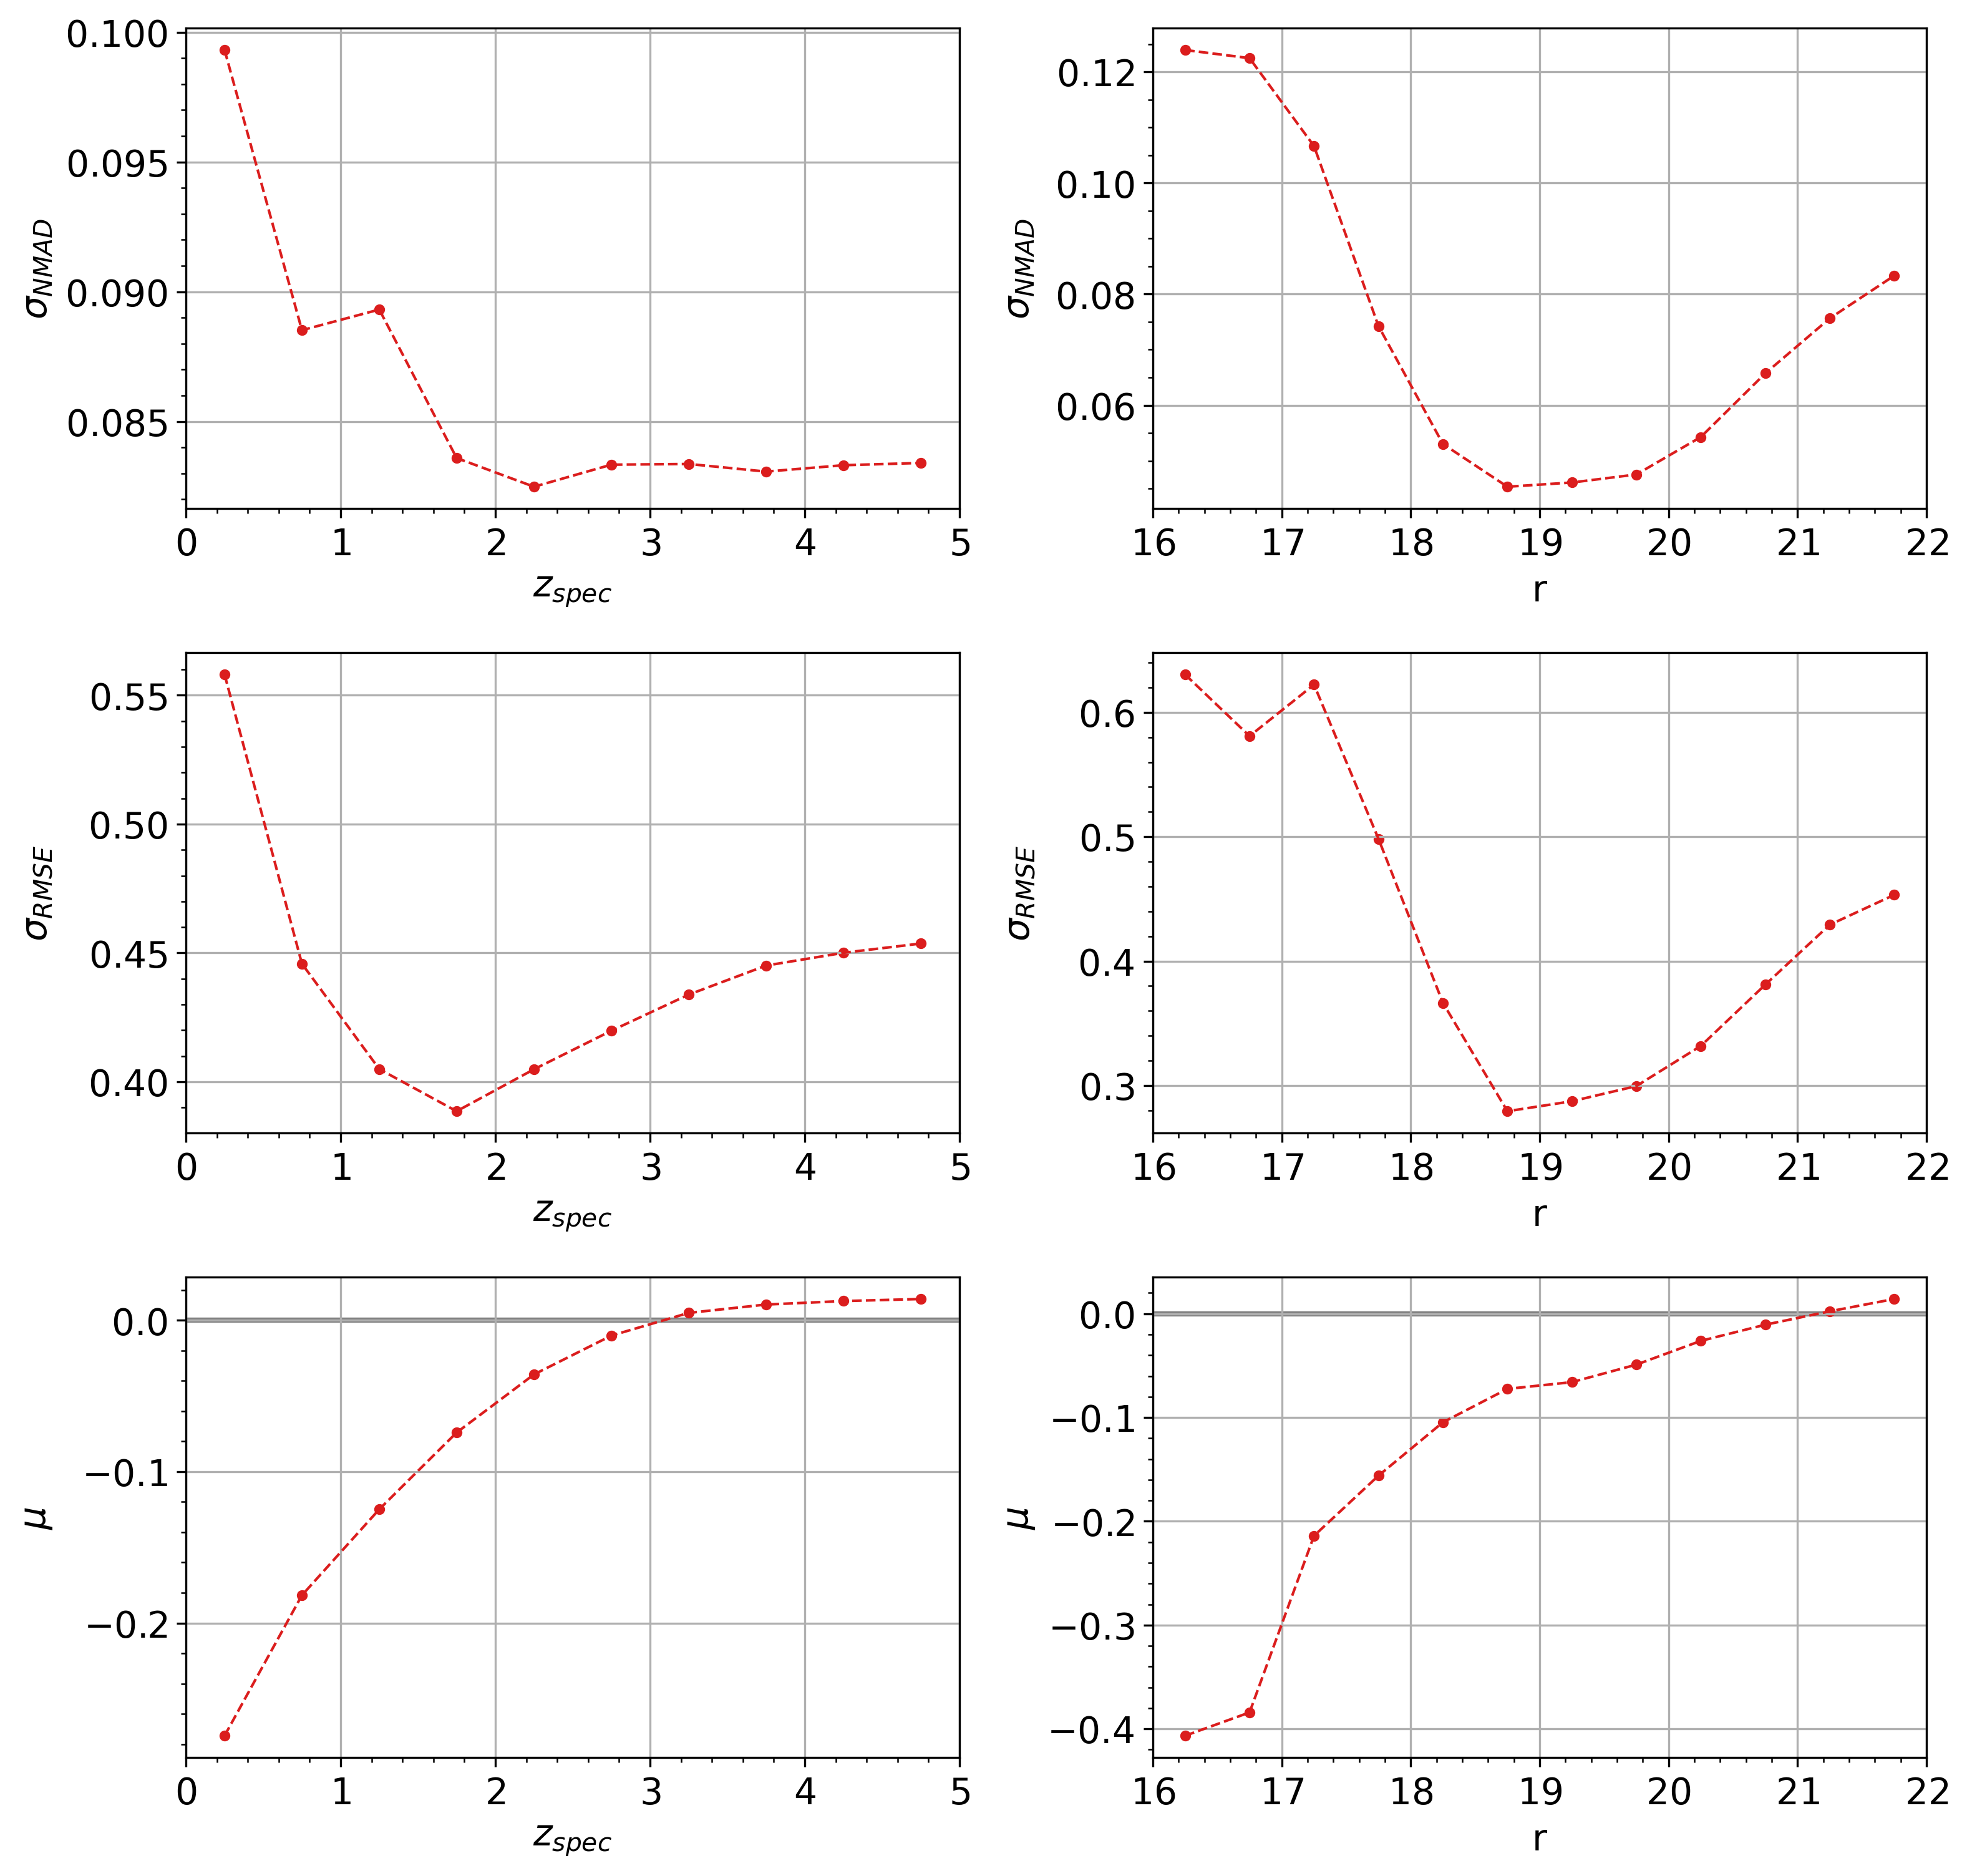 0.100
0.095
0.090
0.085
σNMAD
0 1 2 3 4 5
zspec
0.12
0.10
0.08
0.06
σNMAD
16 17 18 19 20 21 22
r
0.55
0.50
0.45
0.40
σRMSE
0 1 2 3 4 5
zspec
0.6
0.5
0.4
0.3
σRMSE
16 17 18 19 20 21 22
r
0.0
−0.1
−0.2
μ
0 1 2 3 4 5
zspec
0.0
−0.1
−0.2
−0.3
−0.4
μ
16 17 18 19 20 21 22
r